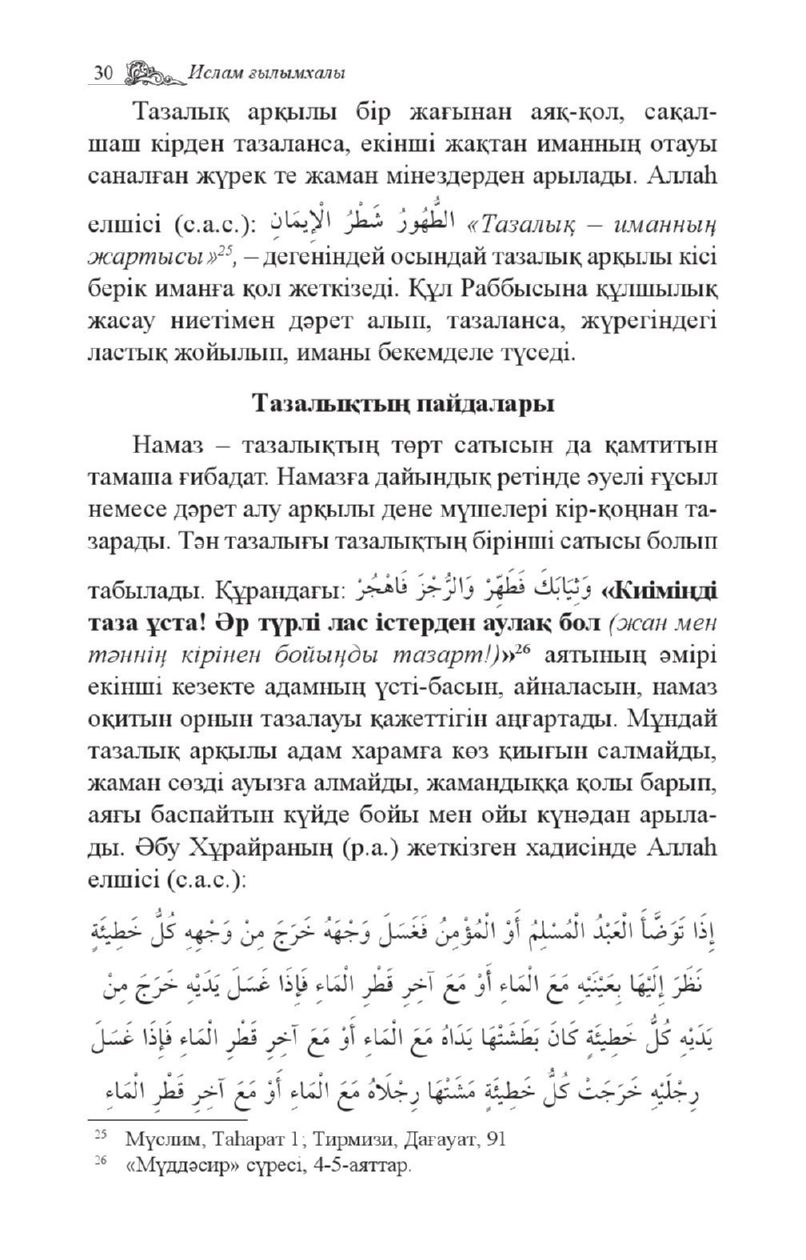 30 Ислам ғылымхалы
Тазалық арқылы бір жағынан аяқ-қол, сақал-
шаш кірден тазаланса, екінші жақтан иманның отауы
саналған жүрек те жаман мінездерден арылады. Аллаһ
елшісі (с.а.с.): الطُّهُورُ شَطْرُ الْإِيمَانِ «Тазалық – иманның
жартысы»²⁵, – дегеніндей осындай тазалық арқылы кісі
берік иманға қол жеткізеді. Құл Раббысына құлшылық
жасау ниетімен дәрет алып, тазаланса, жүрегіндегі
ластық жойылып, иманы бекемделе түседі.
Тазалықтың пайдалары
Намаз – тазалықтың төрт сатысын да қамтитын
тамаша ғибадат. Намазға дайындық ретінде әуелі ғұсыл
немесе дәрет алу арқылы дене мүшелері кір-қоңнан та-
зарады. Тән тазалығы тазалықтың бірінші сатысы болып
табылады. Құрандағы: وَثِيَابَكَ فَطَهِّرْ وَالرُّجْزَ فَاهْجُرْ «Киіміңді
таза ұста! Әр түрлі лас істерден аулақ бол (жан мен
тәннің кірінен бойыңды тазарт!)»²⁶ аятының әмірі
екінші кезекте адамның үсті-басын, айналасын, намаз
оқитын орнын тазалауы қажеттігін аңғартады. Мұндай
тазалық арқылы адам харамға көз қиығын салмайды,
жаман сөзді ауызға алмайды, жамандыққа қолы барып,
аяғы баспайтын күйде бойы мен ойы күнәдан арыла-
ды. Әбу Хұрайраның (р.а.) жеткізген хадисінде Аллаһ
елшісі (с.а.с.):
إِذَا تَوَضَّأَ الْعَبْدُ الْمُسْلِمُ أَوْ الْمُؤْمِنُ فَغَسَلَ وَجْهَهُ خَرَجَ مِنْ وَجْهِهِ كُلُّ خَطِيئَةٍ
نَظَرَ إِلَيْهَا بِعَيْنَيْهِ مَعَ الْمَاءِ أَوْ مَعَ آخِرِ قَطْرِ الْمَاءِ فَإِذَا غَسَلَ يَدَيْهِ خَرَجَ مِنْ
يَدَيْهِ كُلُّ خَطِيئَةٍ كَانَ بَطَشَتْهَا يَدَاهُ مَعَ الْمَاءِ أَوْ مَعَ آخِرِ قَطْرِ الْمَاءِ فَإِذَا غَسَلَ
رِجْلَيْهِ خَرَجَتْ كُلُّ خَطِيئَةٍ مَشَتْهَا رِجْلَاهُ مَعَ الْمَاءِ أَوْ مَعَ آخِرِ قَطْرِ الْمَاءِ
²⁵ Мүслим, Таһарат 1; Тирмизи, Дағауат, 91
²⁶ «Мүддәсир» сүресі, 4-5-аяттар.